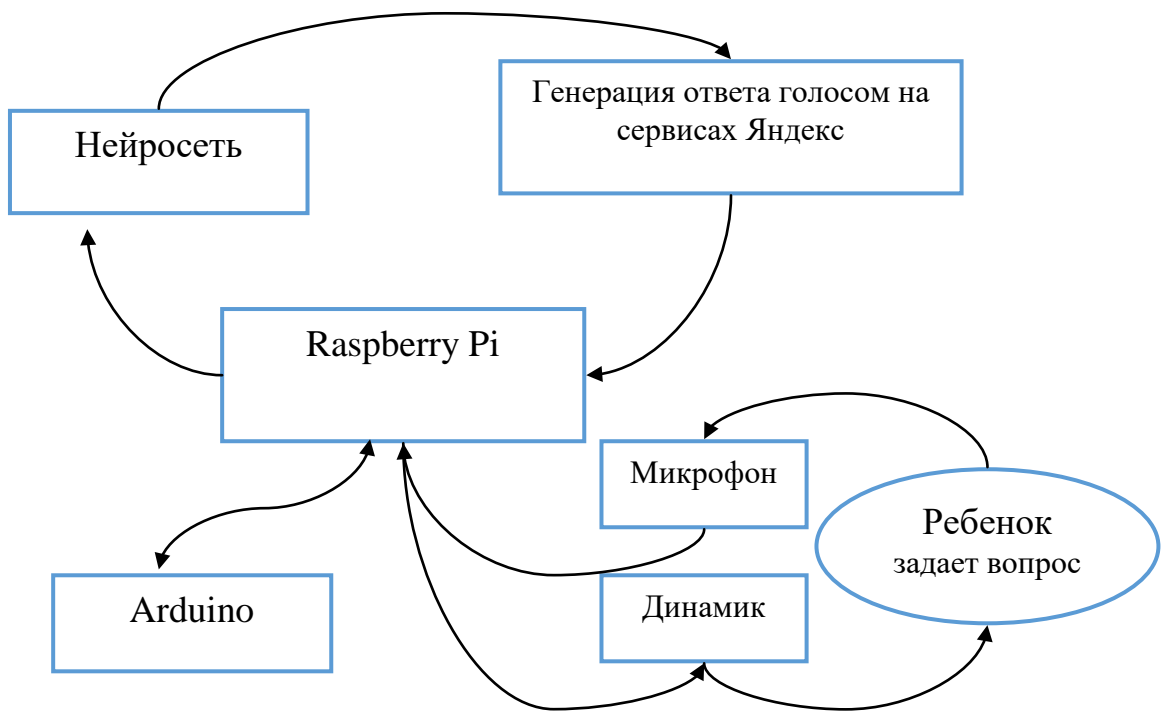 Нейросеть
Генерация ответа голосом на
сервисах Яндекс
Raspberry Pi
Микрофон
Ребенок
задает вопрос
Arduino
Динамик